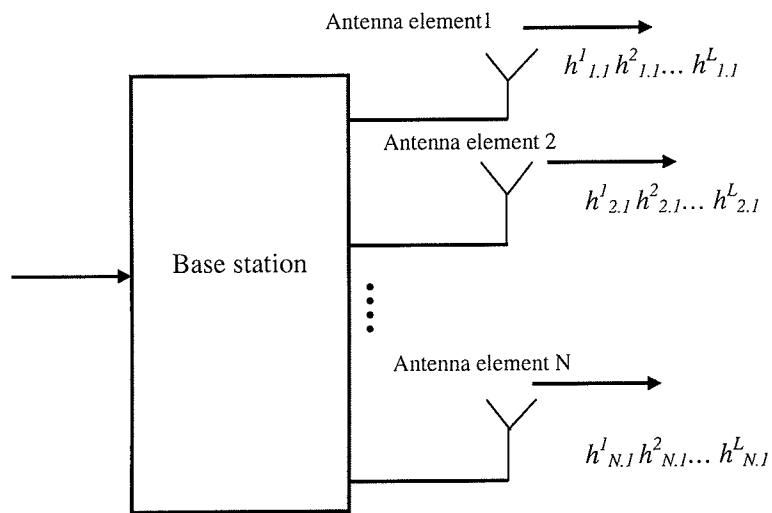 Antenna element1
h^1_{1.1} h^2_{1.1}... h^L_{1.1}
Antenna element 2
h^1_{2.1} h^2_{2.1}... h^L_{2.1}
Base station
Antenna element N
h^1_{N.1} h^2_{N.1}... h^L_{N.1}